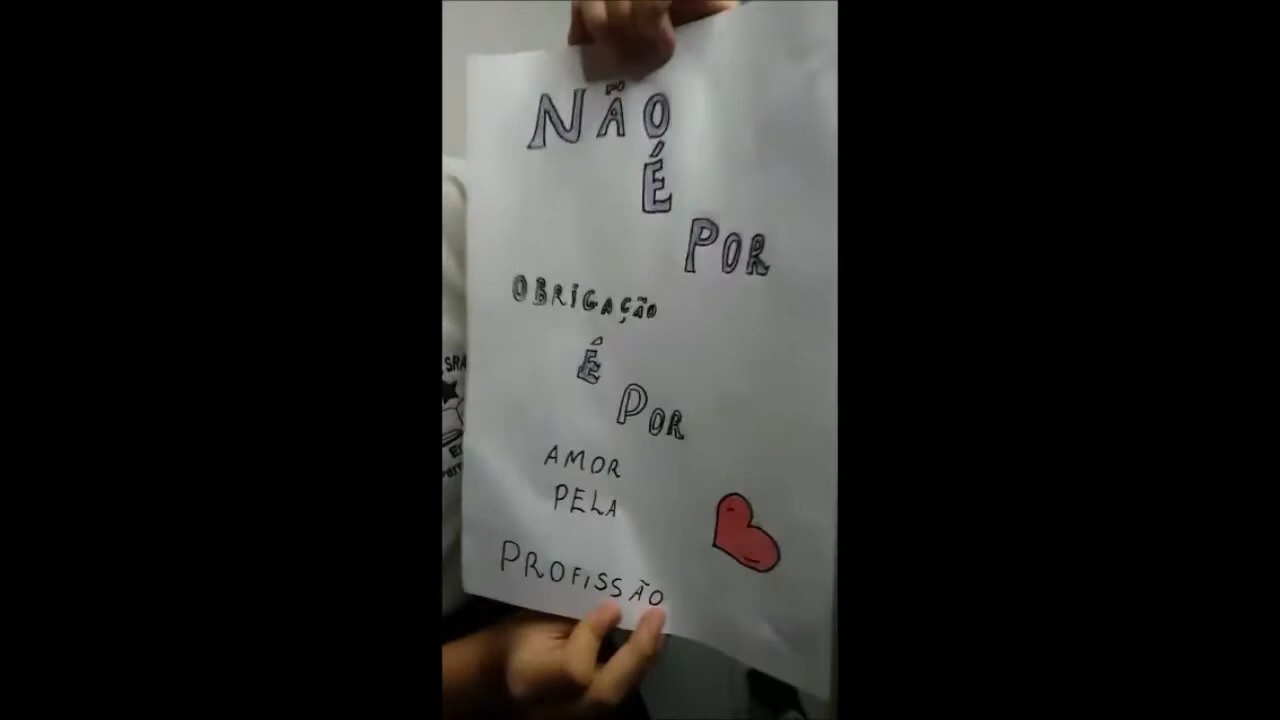 NÃO
É
POR
OBRIGAÇÃO
É
POR
AMOR
PELA
PROFISSÃO